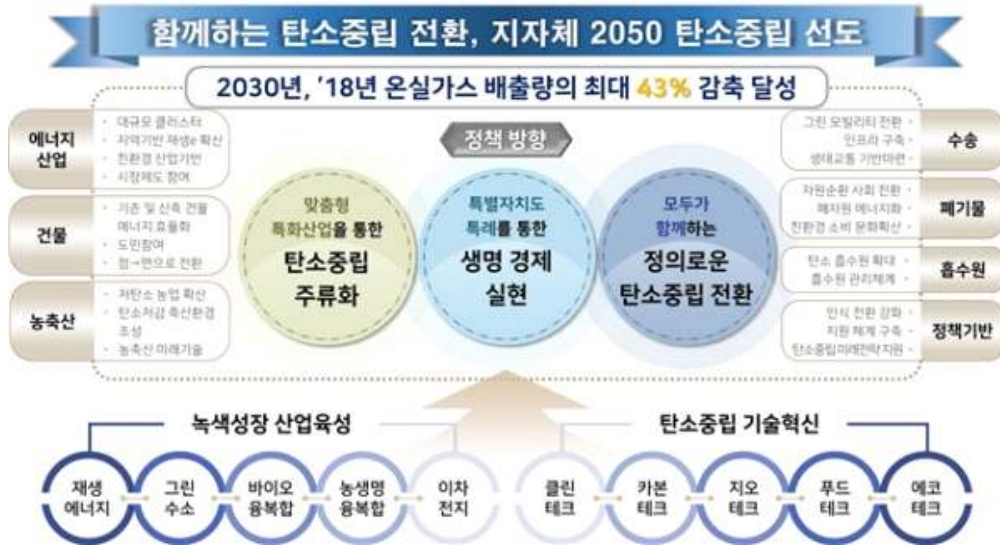 함께하는 탄소중립 전환, 지자체 2050 탄소중립 선도
2030년, '18년 온실가스 배출량의 최대 43% 감축 달성
정책 방향
에너지
산업
· 대규모 클러스터
· 지역기반 재생e 확산
· 친환경 산업기반
· 시장제도 참여
건물
· 기존 및 신축 건물
에너지 효율화
· 도민참여
· 점→면으로 전환
농축산
· 저탄소 농업 확산
· 탄소저감 축산환경
조성
· 농축산 미래기술
맞춤형
특화산업을 통한
탄소중립
주류화
특별자치도
특례를 통한
생명 경제
실현
모두가
함께하는
정의로운
탄소중립 전환
그린 모빌리티 전환 ·
인프라 구축 ·
생태교통 기반마련 ·
수송
자원순환 사회 전환 ·
폐자원 에너지화 ·
친환경 소비 문화확산 ·
폐기물
탄소 흡수원 확대 ·
흡수원 관리체계 ·
흡수원
인식 전환 강화 ·
지원 체계 구축 ·
탄소중립미래전략지원 ·
정책기반
녹색성장 산업육성
재생
에너지
그린
수소
바이오
융복합
농생명
융복합
이차
전지
탄소중립 기술혁신
클린
테크
카본
테크
지오
테크
푸드
테크
에코
테크